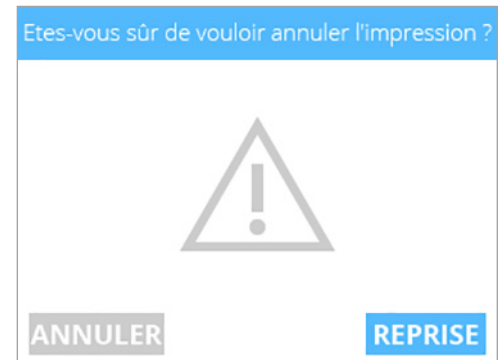 Etes-vous sûr de vouloir annuler l'impression ?
ANNULER
REPRISE